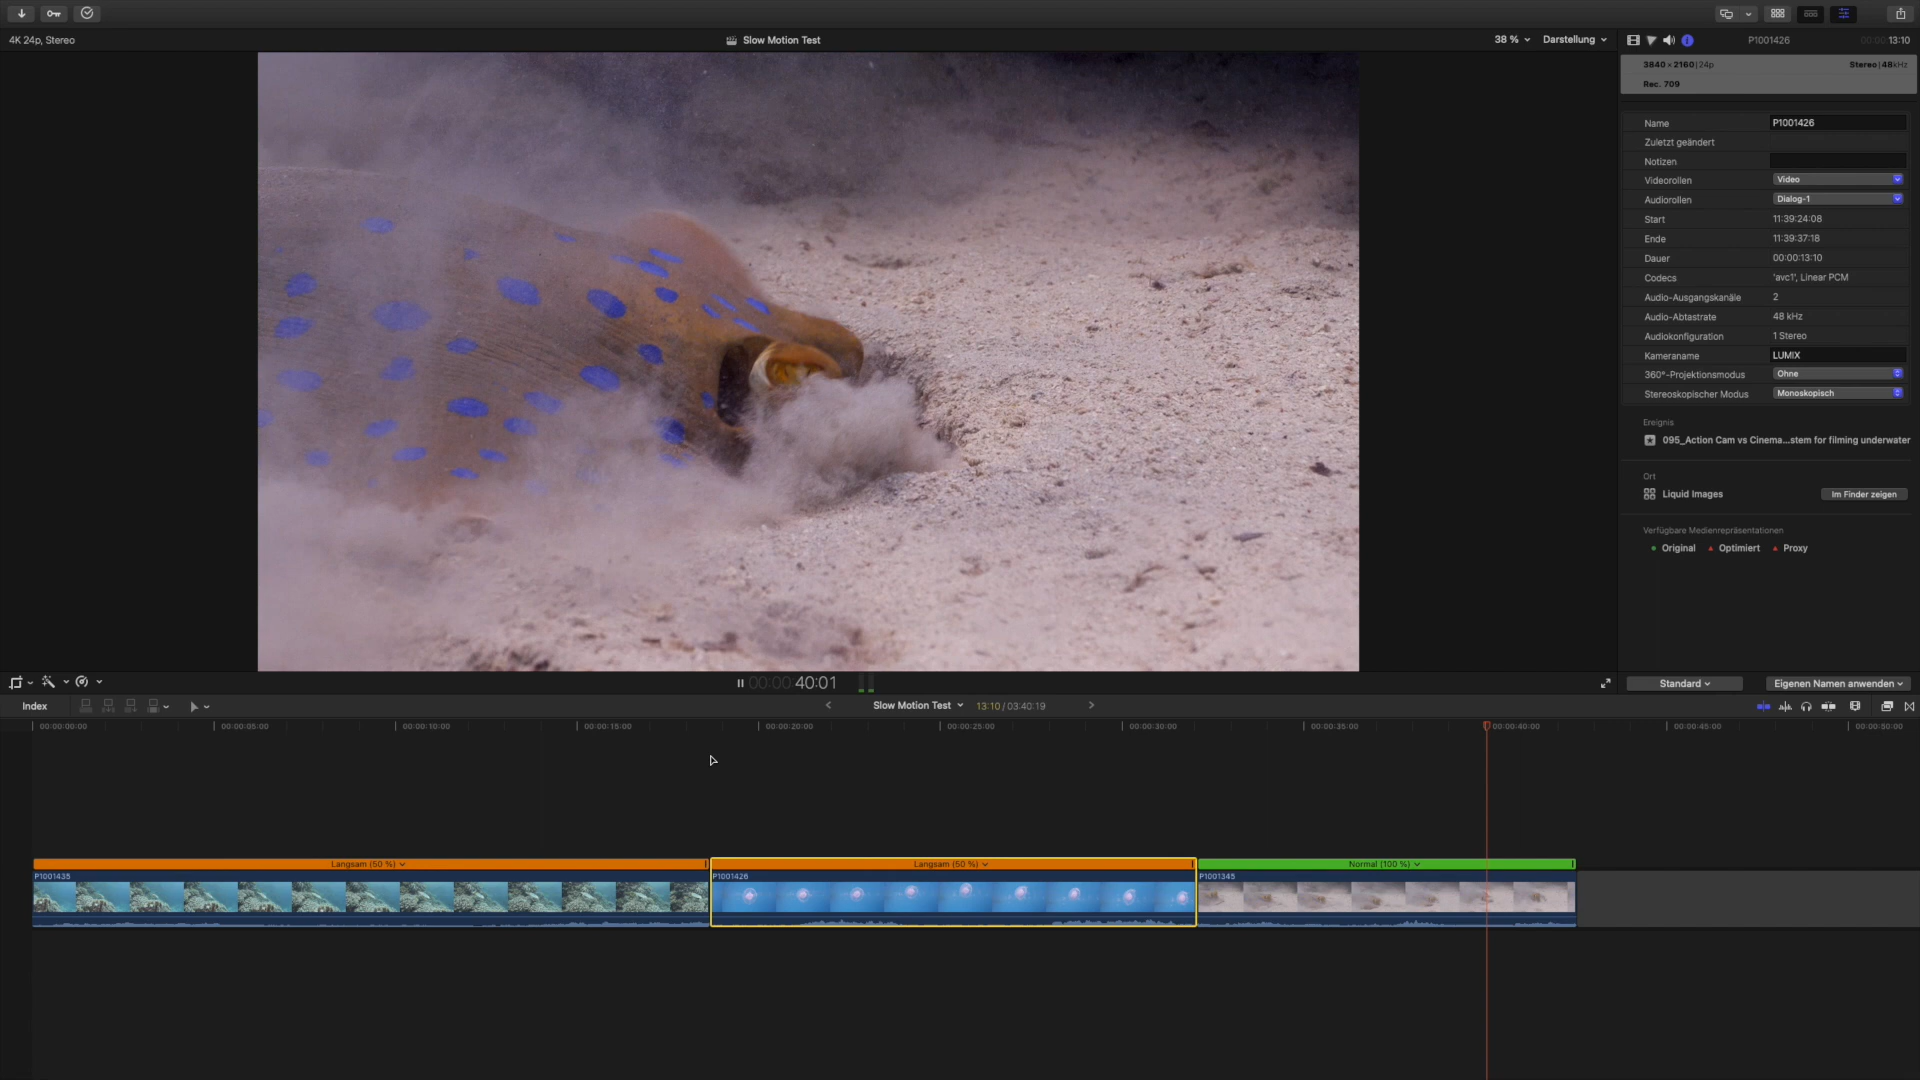 4K 24p, Stereo
Slow Motion Test
38 %
Darstellung
P1001426
00:00:13:10
3840 × 2160 | 24p
Stereo | 48kHz
Rec. 709
Name
P1001426
Zuletzt geändert
Notizen
Videorollen
Video
Audiorollen
Dialog-1
Start
11:39:24:08
Ende
11:39:37:18
Dauer
00:00:13:10
Codecs
'avc1', Linear PCM
Audio-Ausgangskanäle
2
Audio-Abtastrate
48 kHz
Audiokonfiguration
1 Stereo
Kameraname
LUMIX
360°-Projektionsmodus
Ohne
Stereoskopischer Modus
Monoskopisch
Ereignis
095_Action Cam vs Cinema...stem for filming underwater
Ort
Liquid Images
Im Finder zeigen
Verfügbare Medienrepräsentationen
Original
Optimiert
Proxy
00:00:40:01
Standard
Eigenen Namen anwenden
Index
Slow Motion Test
13:10 / 03:40:19
00:00:00:00
00:00:05:00
00:00:10:00
00:00:15:00
00:00:20:00
00:00:25:00
00:00:30:00
00:00:35:00
00:00:40:00
00:00:45:00
00:00:50:00
Langsam (50 %)
Langsam (50 %)
Normal (100 %)
P1001435
P1001426
P1001345